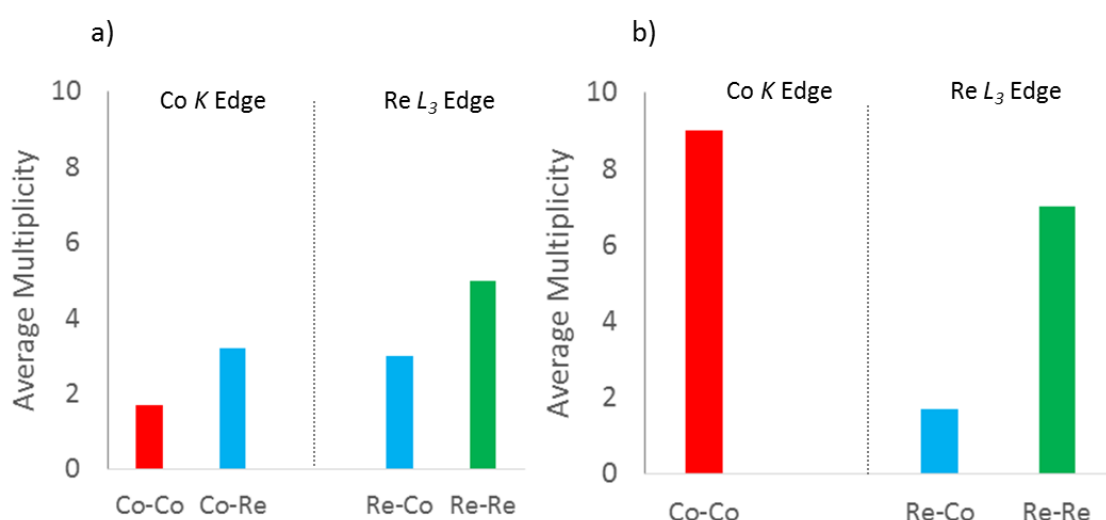 a)
Co K Edge
Re L3 Edge
Average Multiplicity
10
8
6
4
2
0
Co-Co Co-Re Re-Co Re-Re
b)
Co K Edge
Re L3 Edge
Average Multiplicity
10
8
6
4
2
0
Co-Co Re-Co Re-Re